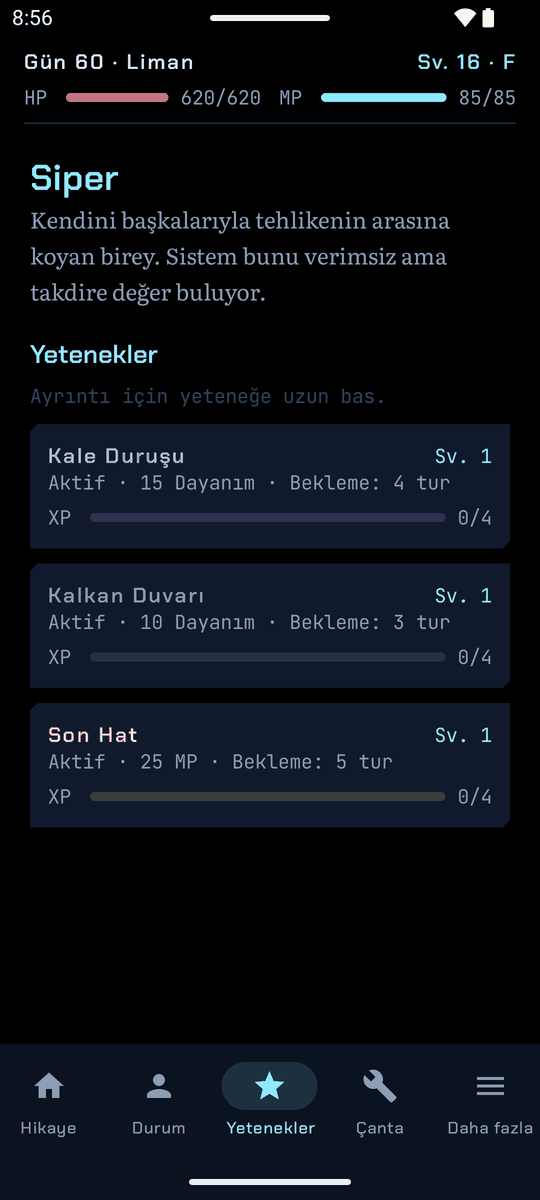 8:56
Gün 60 · Liman
Sv. 16 · F
HP 620/620 MP 85/85
Siper
Kendini başkalarıyla tehlikenin arasına
koyan birey. Sistem bunu verimsiz ama
takdire değer buluyor.
Yetenekler
Ayrıntı için yeteneğe uzun bas.
Kale Duruşu Sv. 1
Aktif · 15 Dayanım · Bekleme: 4 tur
XP 0/4
Kalkan Duvarı Sv. 1
Aktif · 10 Dayanım · Bekleme: 3 tur
XP 0/4
Son Hat Sv. 1
Aktif · 25 MP · Bekleme: 5 tur
XP 0/4
Hikaye Durum Yetenekler Çanta Daha fazla